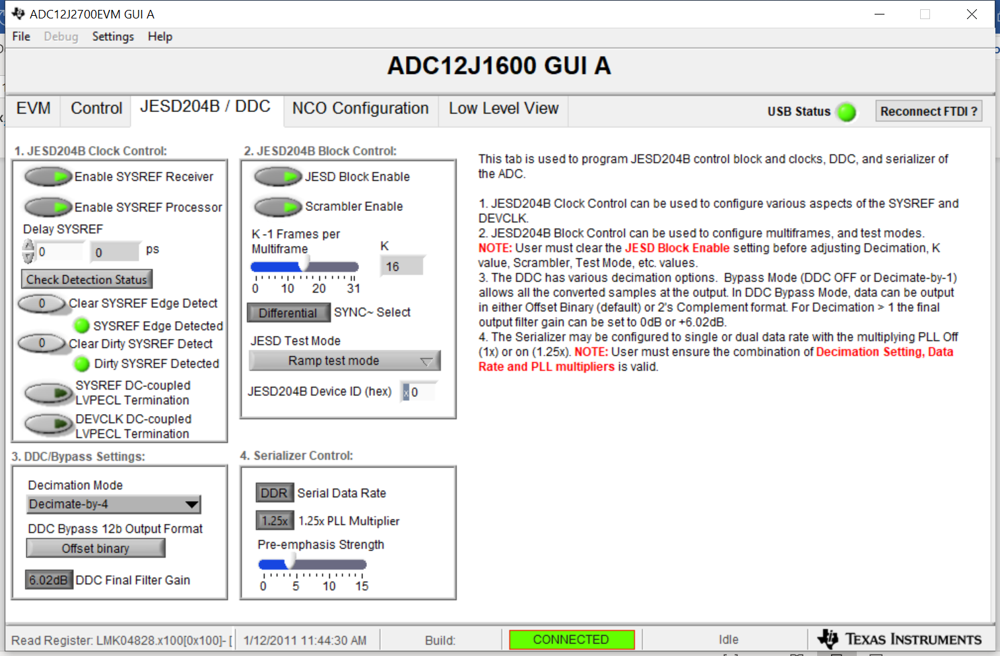 ADC12J2700EVM GUI A
File Debug Settings Help
ADC12J1600 GUI A
EVM Control JESD204B / DDC NCO Configuration Low Level View USB Status Reconnect FTDI ?
1. JESD204B Clock Control:
Enable SYSREF Receiver
Enable SYSREF Processor
Delay SYSREF
0 0 ps
Check Detection Status
0 Clear SYSREF Edge Detect
SYSREF Edge Detected
0 Clear Dirty SYSREF Detect
Dirty SYSREF Detected
SYSREF DC-coupled
LVPECL Termination
DEVCLK DC-coupled
LVPECL Termination
2. JESD204B Block Control:
JESD Block Enable
Scrambler Enable
K -1 Frames per
Multiframe
K
16
0 10 20 31
Differential SYNC~ Select
JESD Test Mode
Ramp test mode
JESD204B Device ID (hex) x 0
This tab is used to program JESD204B control block and clocks, DDC, and serializer of
the ADC.
1. JESD204B Clock Control can be used to configure various aspects of the SYSREF and
DEVCLK.
2. JESD204B Block Control can be used to configure multiframes, and test modes.
NOTE: User must clear the JESD Block Enable setting before adjusting Decimation, K
value, Scrambler, Test Mode, etc. values.
3. The DDC has various decimation options. Bypass Mode (DDC OFF or Decimate-by-1)
allows all the converted samples at the output. In DDC Bypass Mode, data can be output
in either Offset Binary (default) or 2's Complement format. For Decimation > 1 the final
output filter gain can be set to 0dB or +6.02dB.
4. The Serializer may be configured to single or dual data rate with the multiplying PLL Off
(1x) or on (1.25x). NOTE: User must ensure the combination of Decimation Setting, Data
Rate and PLL multipliers is valid.
3. DDC/Bypass Settings:
Decimation Mode
Decimate-by-4
DDC Bypass 12b Output Format
Offset binary
6.02dB DDC Final Filter Gain
4. Serializer Control:
DDR Serial Data Rate
1.25x 1.25x PLL Multiplier
Pre-emphasis Strength
0 5 10 15
Read Register: LMK04828.x100[0x100]- [ 1/12/2011 11:44:30 AM Build: CONNECTED Idle TEXAS INSTRUMENTS